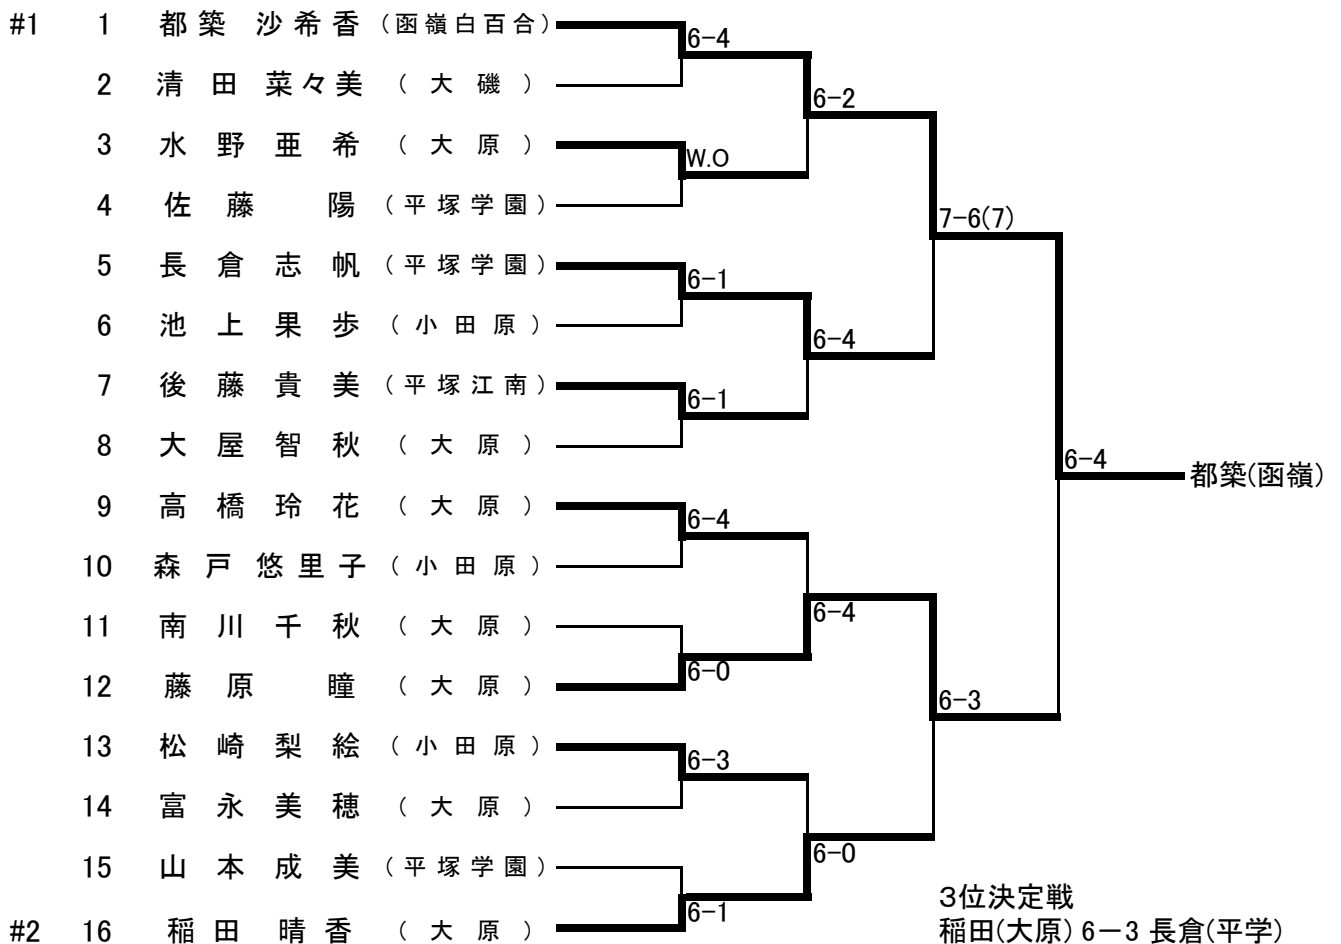 #1 1 都築 沙希香 (函嶺白百合)
6-4
2 清田菜々美 (大磯)
6-2
3 水野亜希 (大原)
W.O
4 佐藤 陽 (平塚学園)
7-6(7)
5 長倉志帆 (平塚学園)
6-1
6 池上果歩 (小田原)
6-4
7 後藤貴美 (平塚江南)
6-1
8 大屋智秋 (大原)
6-4
都築(函嶺)
9 高橋玲花 (大原)
6-4
10 森戸悠里子 (小田原)
6-4
11 南川千秋 (大原)
6-0
12 藤原 瞳 (大原)
6-3
13 松崎梨絵 (小田原)
6-3
14 富永美穂 (大原)
6-0
15 山本成美 (平塚学園)
6-1
#2 16 稲田晴香 (大原)
3位決定戦
稲田(大原) 6-3 長倉(平学)